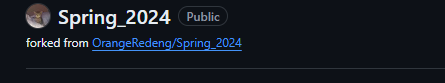 Spring_2024 Public
forked from OrangeRedeng/Spring_2024